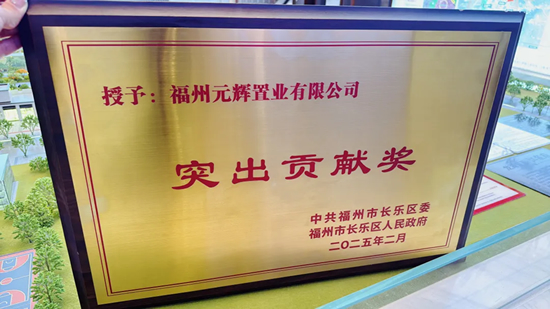 授予：福州元辉置业有限公司
突出贡献奖
中共福州市长乐区委
福州市长乐区人民政府
二〇二五年二月